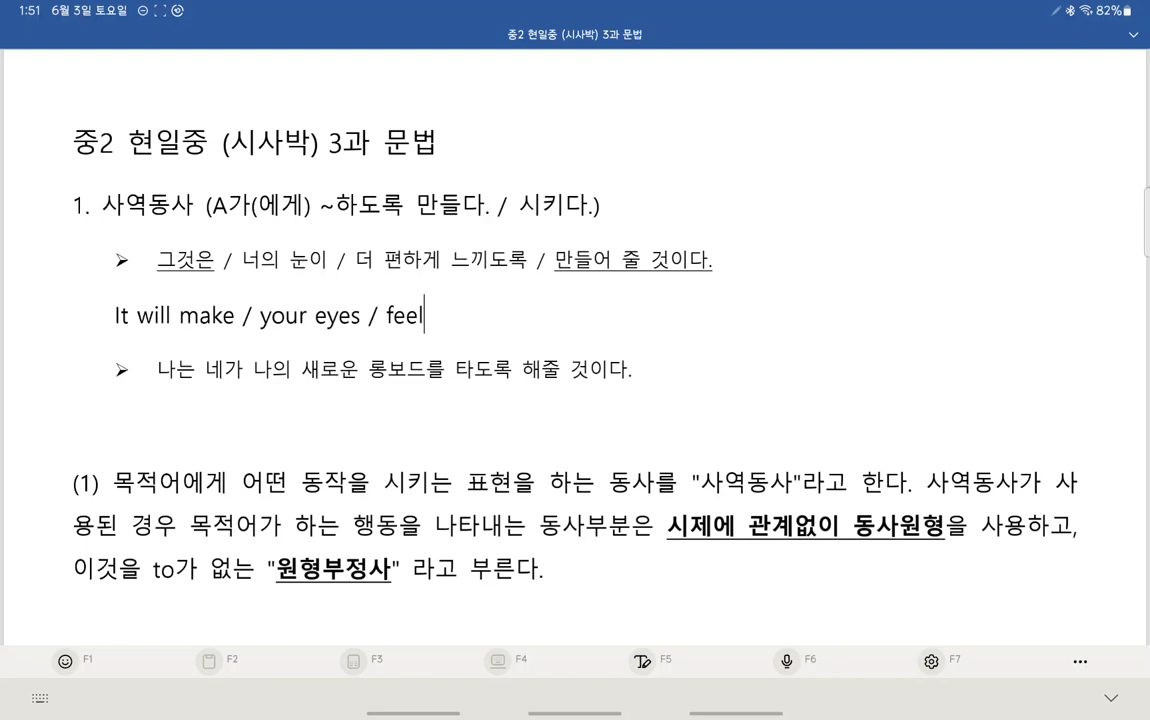 1:51 6월 3일 토요일
82%
중2 현일중 (시사박) 3과 문법
중2 현일중 (시사박) 3과 문법
1. 사역동사 (A가(에게) ~하도록 만들다. / 시키다.)
➢ 그것은 / 너의 눈이 / 더 편하게 느끼도록 / 만들어 줄 것이다.
It will make / your eyes / feel
➢ 나는 네가 나의 새로운 롱보드를 타도록 해줄 것이다.
(1) 목적어에게 어떤 동작을 시키는 표현을 하는 동사를 "사역동사"라고 한다. 사역동사가 사
용된 경우 목적어가 하는 행동을 나타내는 동사부분은 시제에 관계없이 동사원형을 사용하고,
이것을 to가 없는 "원형부정사" 라고 부른다.
F1 F2 F3 F4 F5 F6 F7